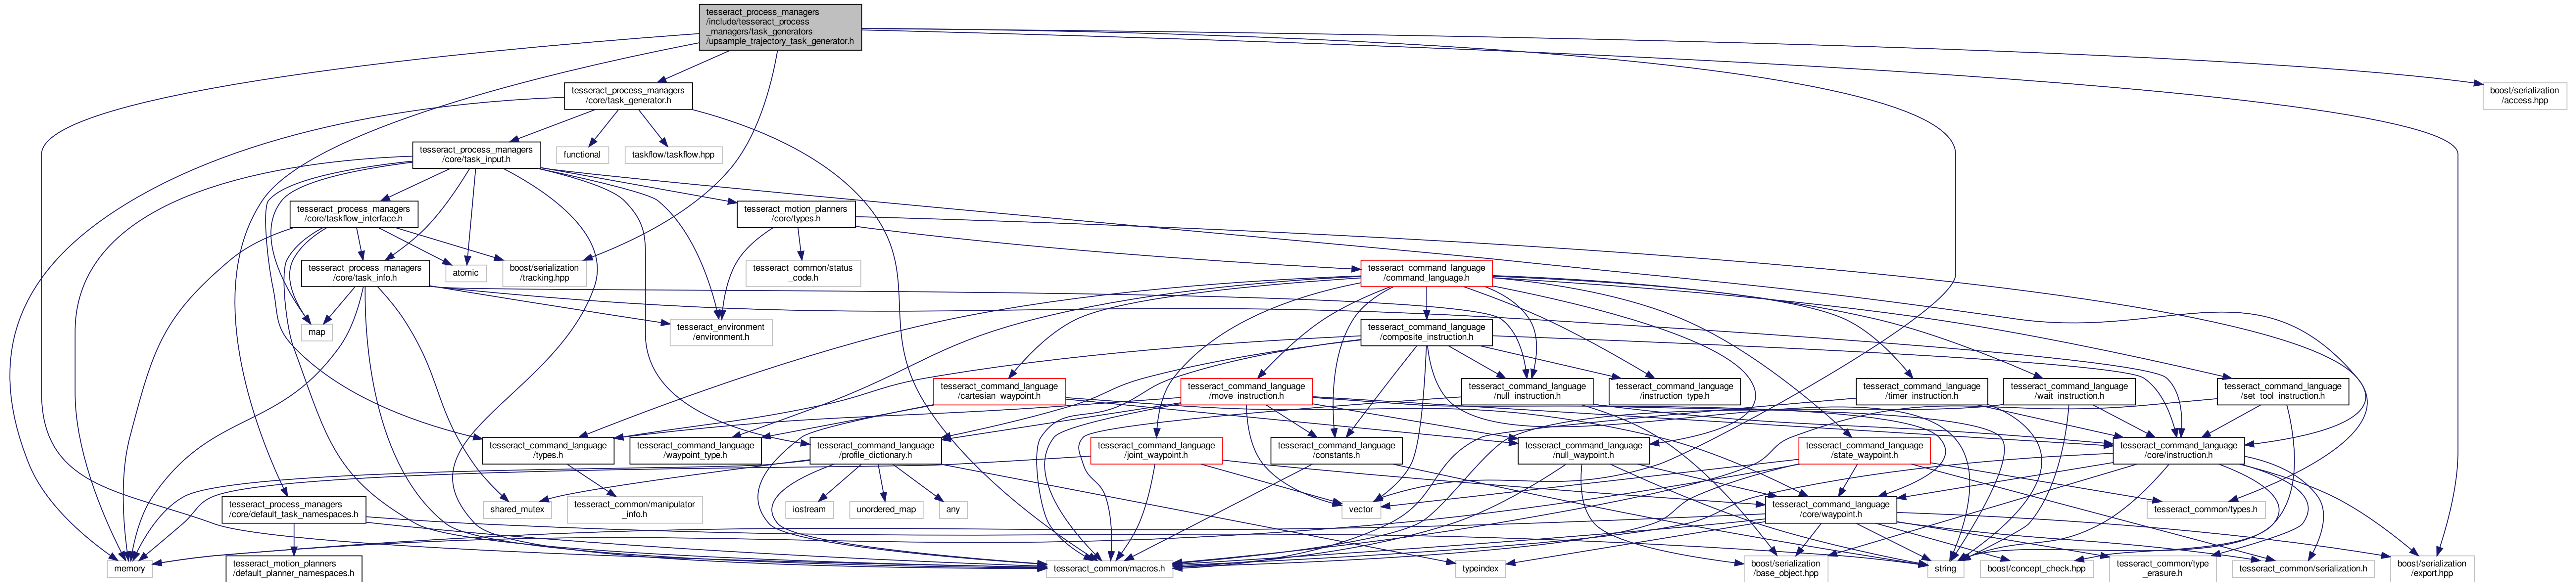 tesseract_process_managers
/include/tesseract_process
_managers/task_generators
/upsample_trajectory_task_generator.h
tesseract_process_managers
/core/task_generator.h
boost/serialization
/access.hpp
tesseract_process_managers
/core/task_input.h
functional
taskflow/taskflow.hpp
tesseract_process_managers
/core/taskflow_interface.h
tesseract_motion_planners
/core/types.h
tesseract_process_managers
/core/task_info.h
atomic
boost/serialization
/tracking.hpp
tesseract_common/status
_code.h
tesseract_command_language
/command_language.h
map
tesseract_environment
/environment.h
tesseract_command_language
/composite_instruction.h
tesseract_command_language
/cartesian_waypoint.h
tesseract_command_language
/move_instruction.h
tesseract_command_language
/null_instruction.h
tesseract_command_language
/instruction_type.h
tesseract_command_language
/timer_instruction.h
tesseract_command_language
/wait_instruction.h
tesseract_command_language
/set_tool_instruction.h
tesseract_command_language
/types.h
tesseract_command_language
/waypoint_type.h
tesseract_command_language
/profile_dictionary.h
tesseract_command_language
/joint_waypoint.h
tesseract_command_language
/constants.h
tesseract_command_language
/null_waypoint.h
tesseract_command_language
/state_waypoint.h
tesseract_command_language
/core/instruction.h
tesseract_process_managers
/core/default_task_namespaces.h
shared_mutex
tesseract_common/manipulator
_info.h
iostream
unordered_map
any
vector
tesseract_command_language
/core/waypoint.h
tesseract_common/types.h
memory
tesseract_motion_planners
/default_planner_namespaces.h
tesseract_common/macros.h
typeindex
boost/serialization
/base_object.hpp
string
boost/concept_check.hpp
tesseract_common/type
_erasure.h
tesseract_common/serialization.h
boost/serialization
/export.hpp